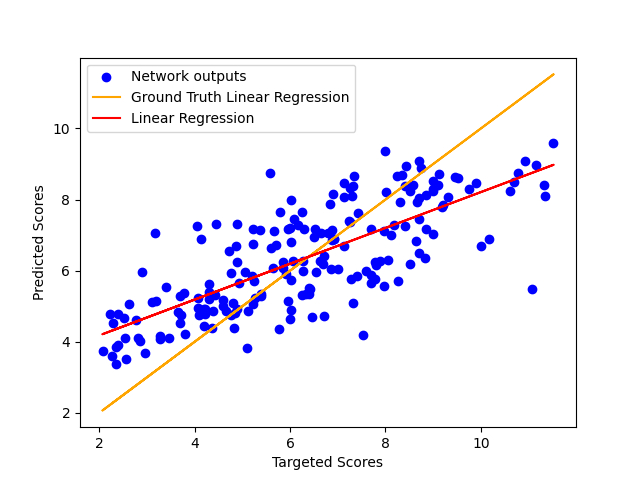 Network outputs
Ground Truth Linear Regression
Linear Regression
10
8
6
4
2
Predicted Scores
2 4 6 8 10
Targeted Scores